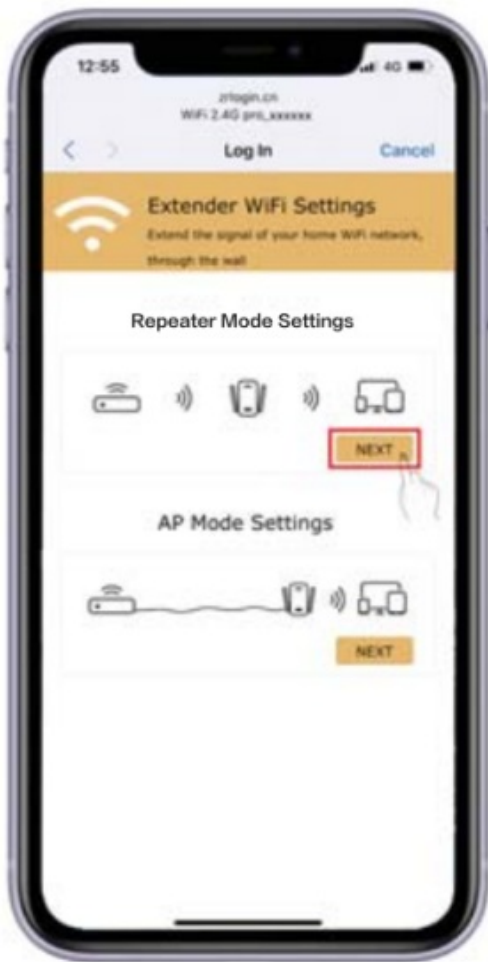 12:55
4G
zrlogin.cn
WiFi 2.4G pro_xxxxxx
Log In
Cancel
Extender WiFi Settings
Extend the signal of your home WiFi network,
through the wall
Repeater Mode Settings
NEXT
AP Mode Settings
NEXT